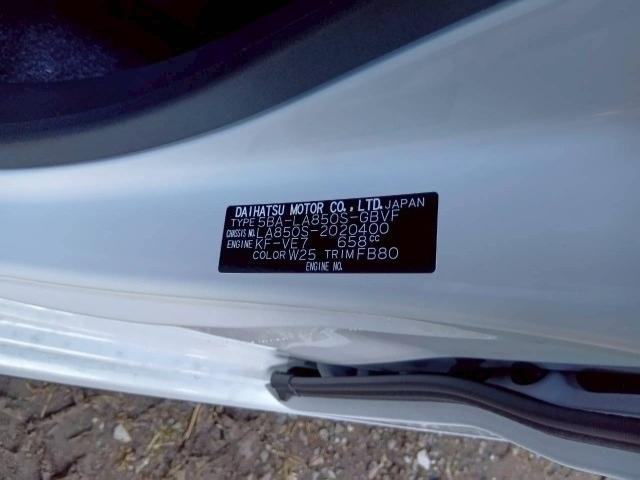 DAIHATSU MOTOR CO., LTD. JAPAN
TYPE 5BA-LA850S-GBVF
CHASSIS NO. LA850S-2020400
ENGINE KF-VE7 658cc
COLOR W25 TRIM FB80
ENGINE NO.